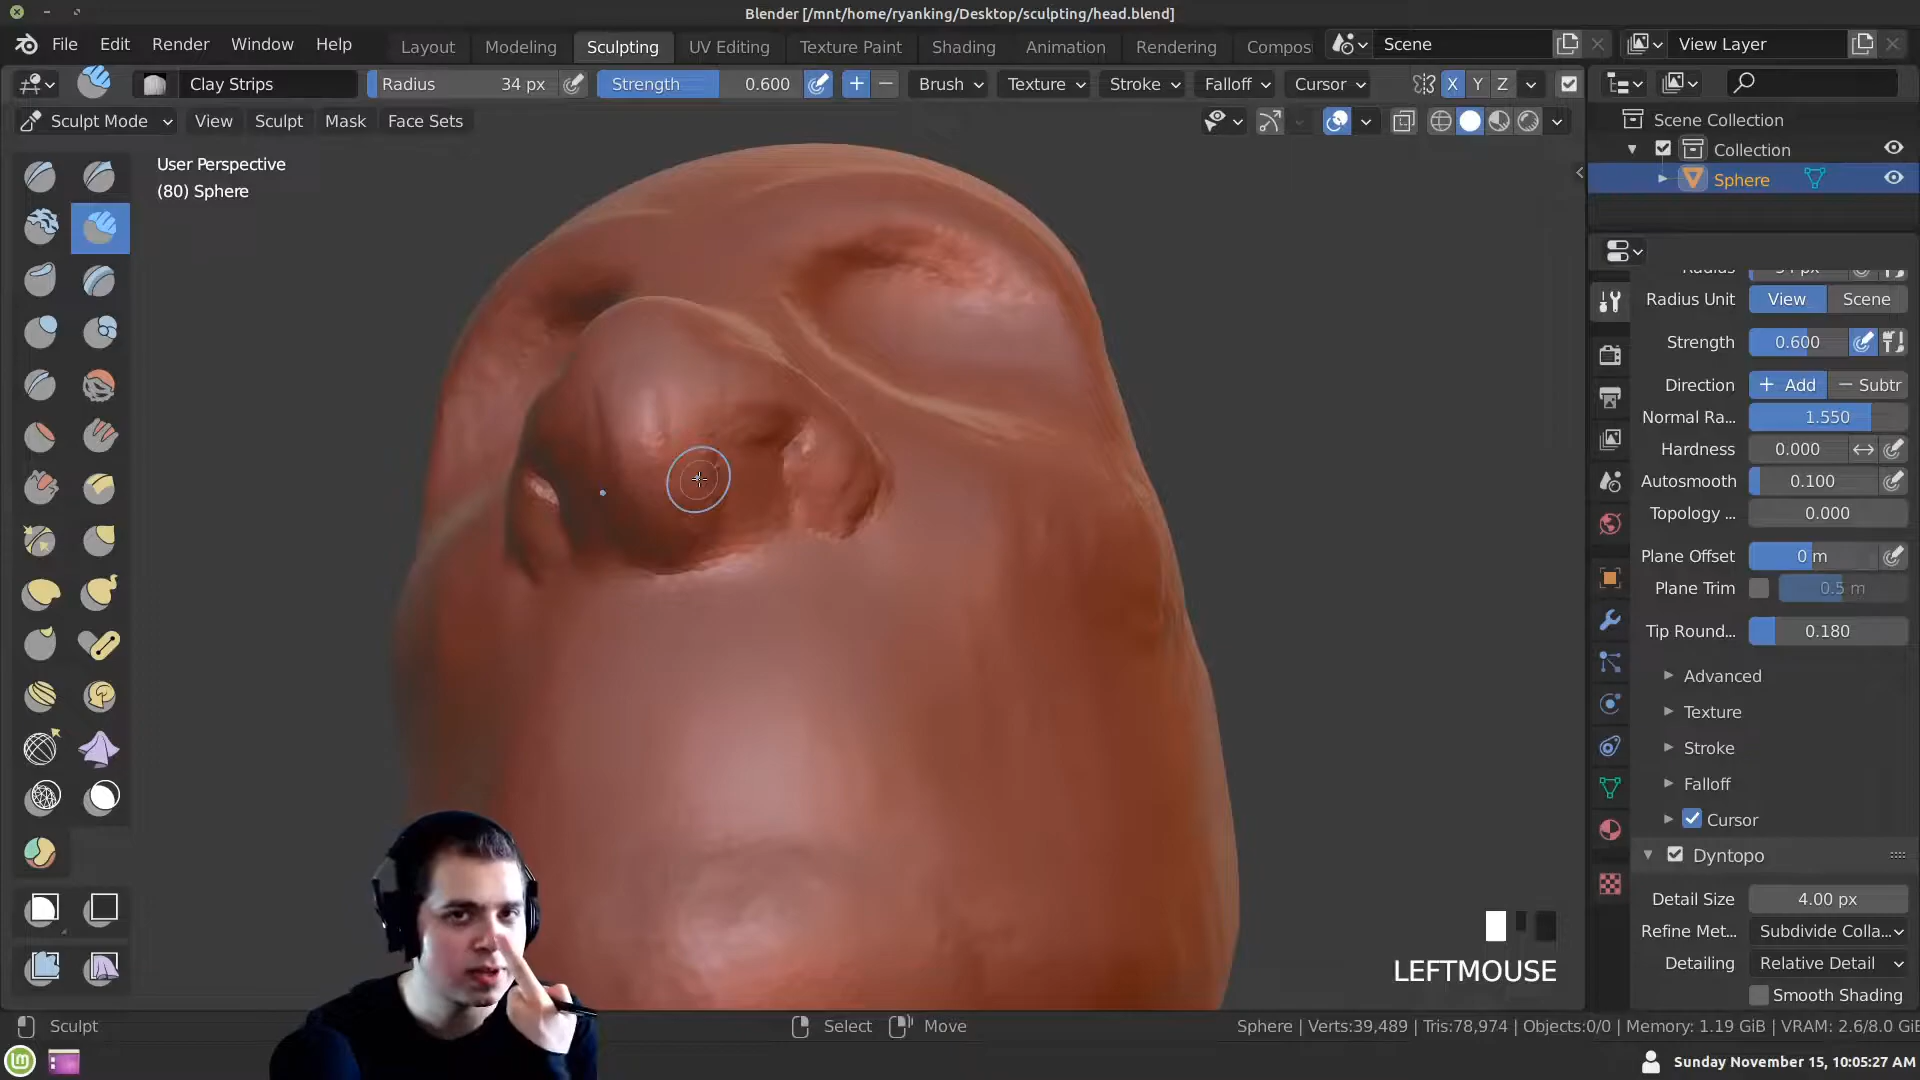 Blender [/mnt/home/ryanking/Desktop/sculpting/head.blend]
File Edit Render Window Help Layout Modeling Sculpting UV Editing Texture Paint Shading Animation Rendering Compos Scene View Layer
Clay Strips Radius 34 px Strength 0.600 Brush Texture Stroke Falloff Cursor X Y Z
Sculpt Mode View Sculpt Mask Face Sets
Scene Collection
Collection
Sphere
User Perspective
(80) Sphere
Radius Unit View Scene
Strength 0.600
Direction + Add − Subtr
Normal Ra... 1.550
Hardness 0.000
Autosmooth 0.100
Topology ... 0.000
Plane Offset 0 m
Plane Trim 0.5 m
Tip Round... 0.180
Advanced
Texture
Stroke
Falloff
Cursor
Dyntopo
Detail Size 4.00 px
Refine Met... Subdivide Colla...
Detailing Relative Detail
Smooth Shading
LEFTMOUSE
Sculpt Select Move Sphere | Verts:39,489 | Tris:78,974 | Objects:0/0 | Memory: 1.19 GiB | VRAM: 2.6/8.0 GiB
Sunday November 15, 10:05:27 AM